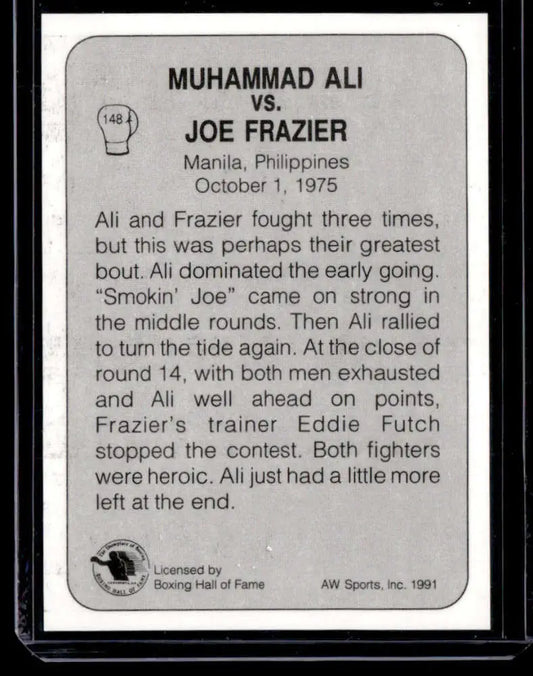 MUHAMMAD ALI
VS.
148
JOE FRAZIER
Manila, Philippines
October 1, 1975
Ali and Frazier fought three times,
but this was perhaps their greatest
bout. Ali dominated the early going.
“Smokin’ Joe” came on strong in
the middle rounds. Then Ali rallied
to turn the tide again. At the close of
round 14, with both men exhausted
and Ali well ahead on points,
Frazier’s trainer Eddie Futch
stopped the contest. Both fighters
were heroic. Ali just had a little more
left at the end.
BOXING HALL OF FAME
Licensed by
Boxing Hall of Fame
AW Sports, Inc. 1991